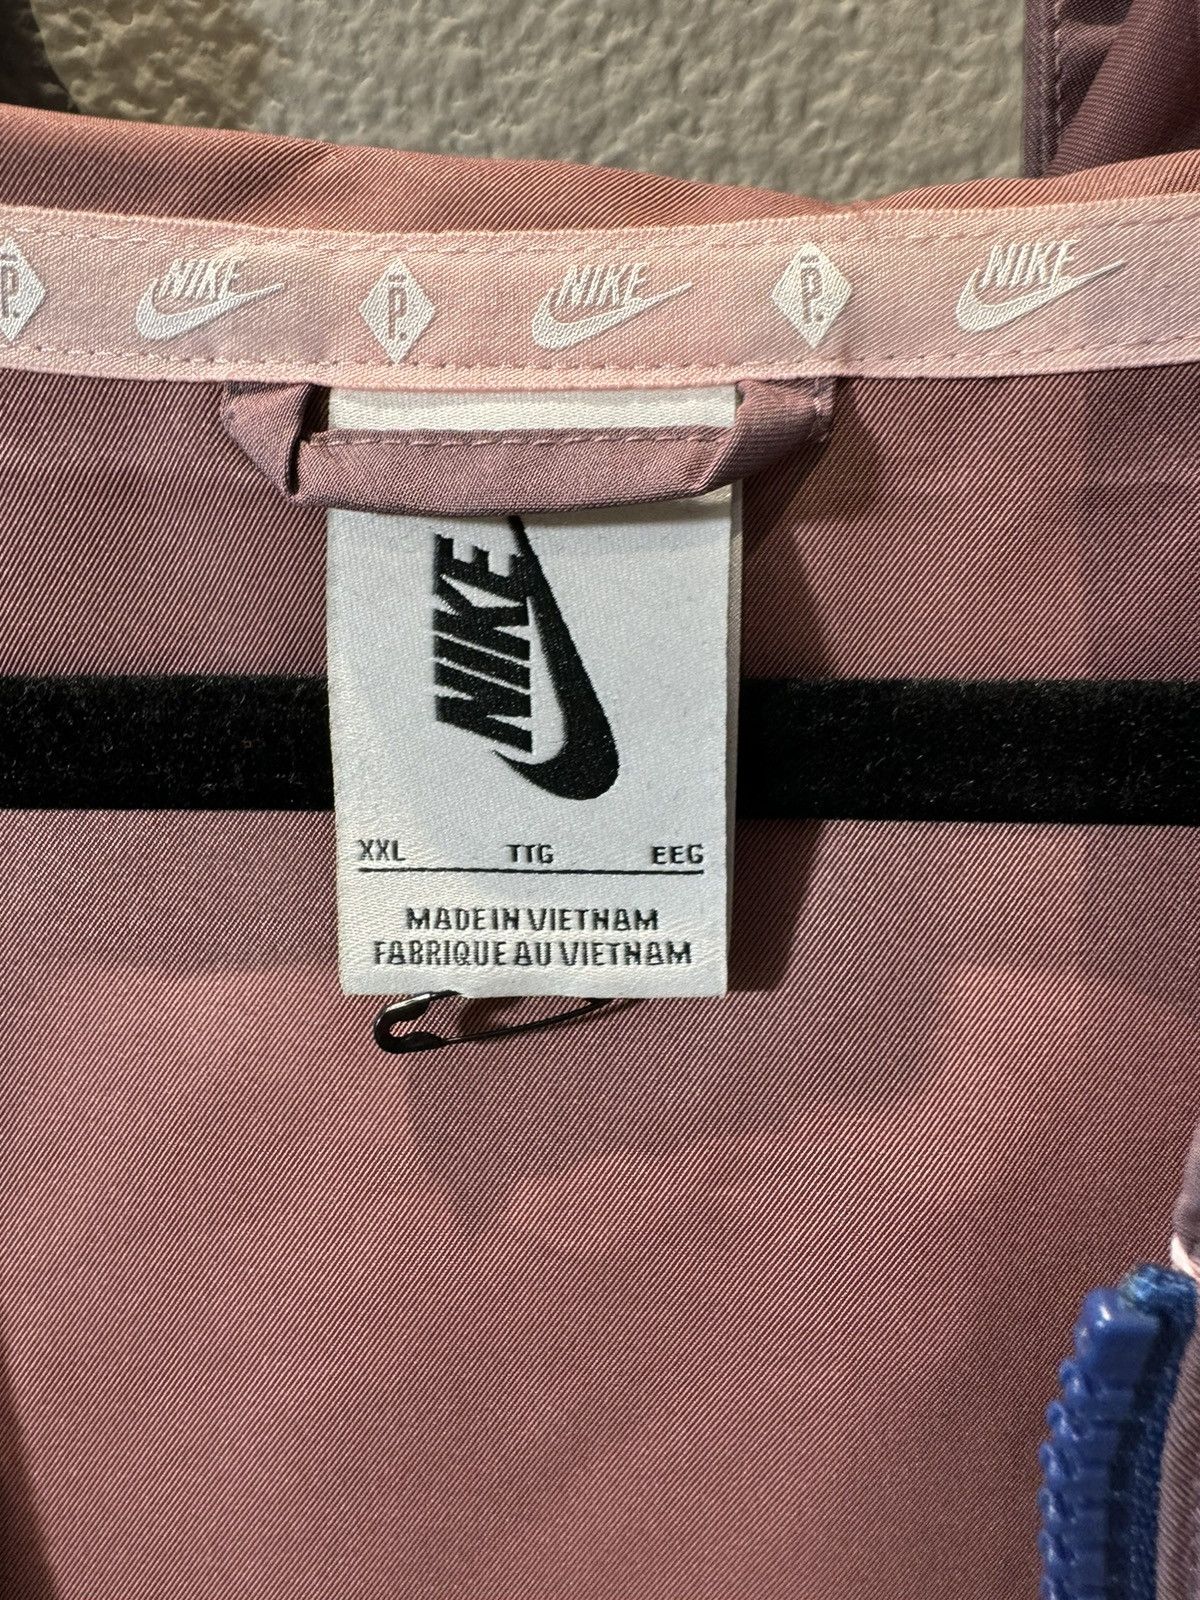 P. NIKE P. NIKE P. NIKE
NIKE
XXL TTG EEG
MADE IN VIETNAM
FABRIQUE AU VIETNAM